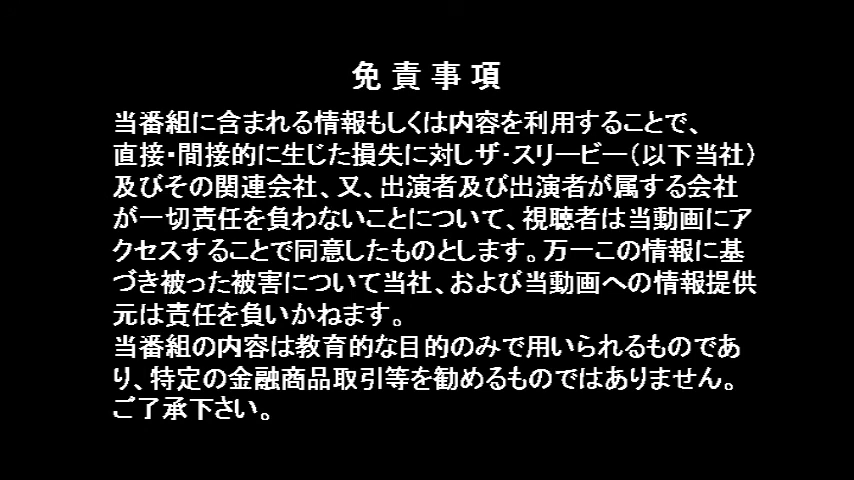 免責事項
当番組に含まれる情報もしくは内容を利用することで、
直接・間接的に生じた損失に対しザ・スリービー（以下当社）
及びその関連会社、又、出演者及び出演者が属する会社
が一切責任を負わないことについて、視聴者は当動画にア
クセスすることで同意したものとします。万一この情報に基
づき被った被害について当社、および当動画への情報提供
元は責任を負いかねます。
当番組の内容は教育的な目的のみで用いられるものであ
り、特定の金融商品取引等を勧めるものではありません。
ご了承下さい。